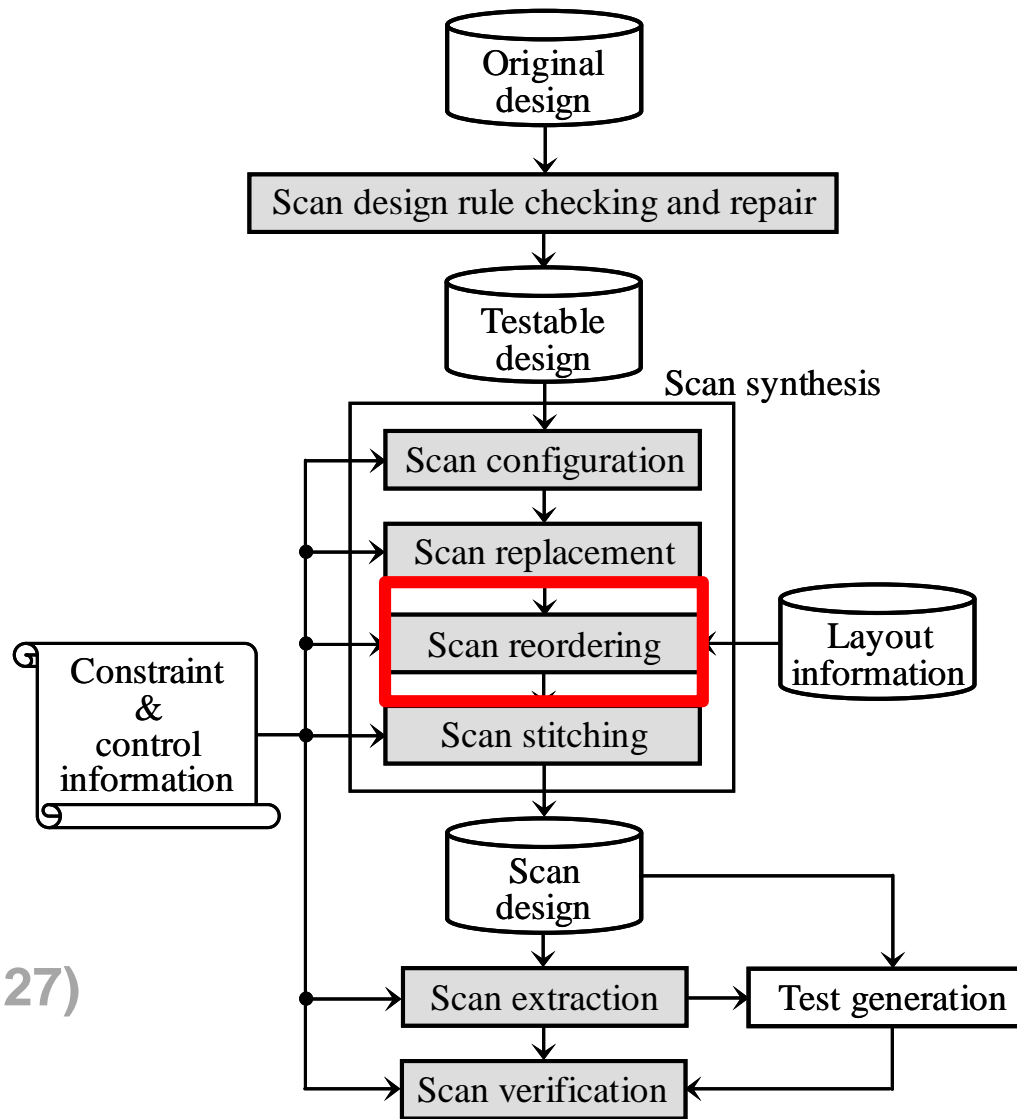 Original
design
Scan design rule checking and repair
Testable
design
Scan synthesis
Scan configuration
Scan replacement
Scan reordering
Layout
information
Constraint
&
control
information
Scan stitching
Scan
design
27)
Scan extraction
Test generation
Scan verification